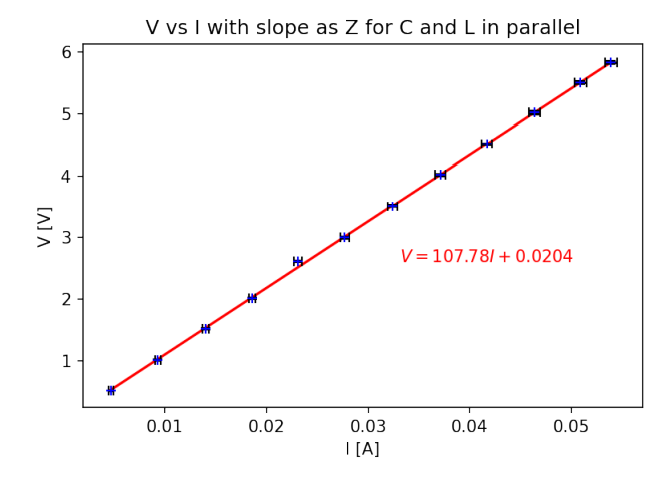 V vs I with slope as Z for C and L in parallel
6
5
4
3
2
1
V [V]
V = 107.78I + 0.0204
0.01 0.02 0.03 0.04 0.05
I [A]